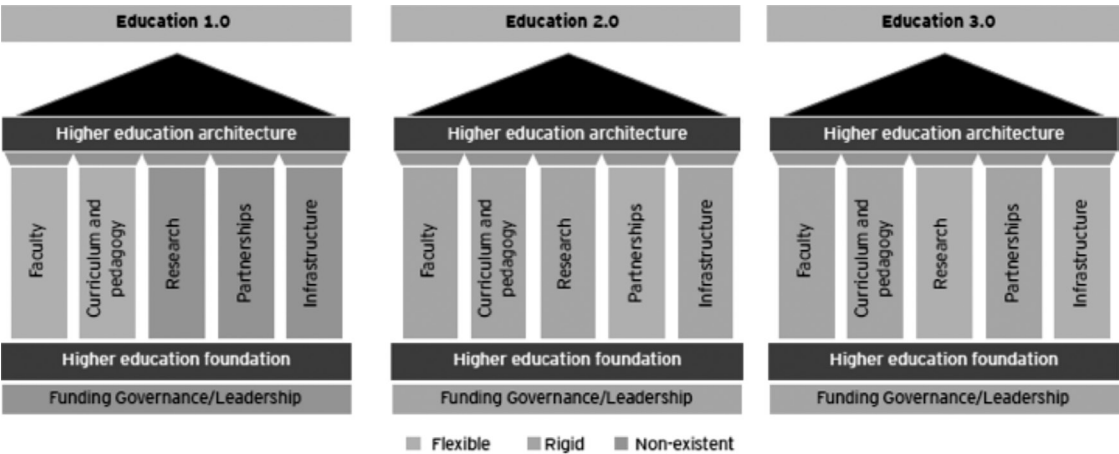 Education 1.0
Higher education architecture
Faculty
Curriculum and
pedagogy
Research
Partnerships
Infrastructure
Higher education foundation
Funding Governance/Leadership
Education 2.0
Higher education architecture
Faculty
Curriculum and
pedagogy
Research
Partnerships
Infrastructure
Higher education foundation
Funding Governance/Leadership
Education 3.0
Higher education architecture
Faculty
Curriculum and
pedagogy
Research
Partnerships
Infrastructure
Higher education foundation
Funding Governance/Leadership
Flexible
Rigid
Non-existent